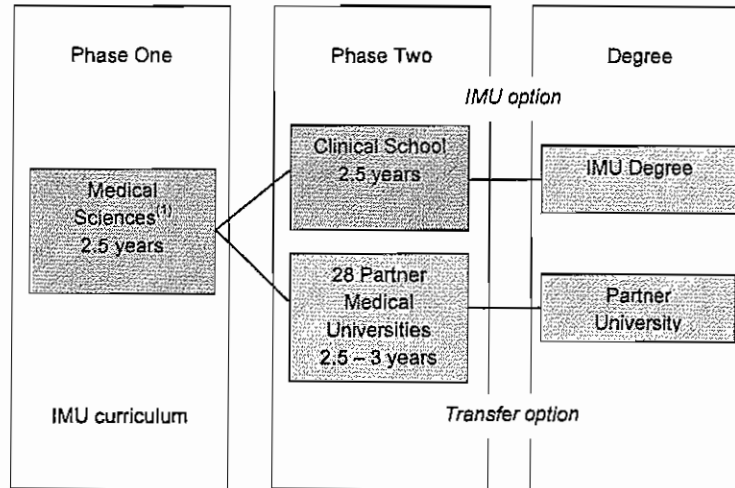 Phase One
Phase Two
Degree
IMU option
Medical
Sciences(1)
2.5 years
Clinical School
2.5 years
IMU Degree
28 Partner
Medical
Universities
2.5 – 3 years
Partner
University
IMU curriculum
Transfer option